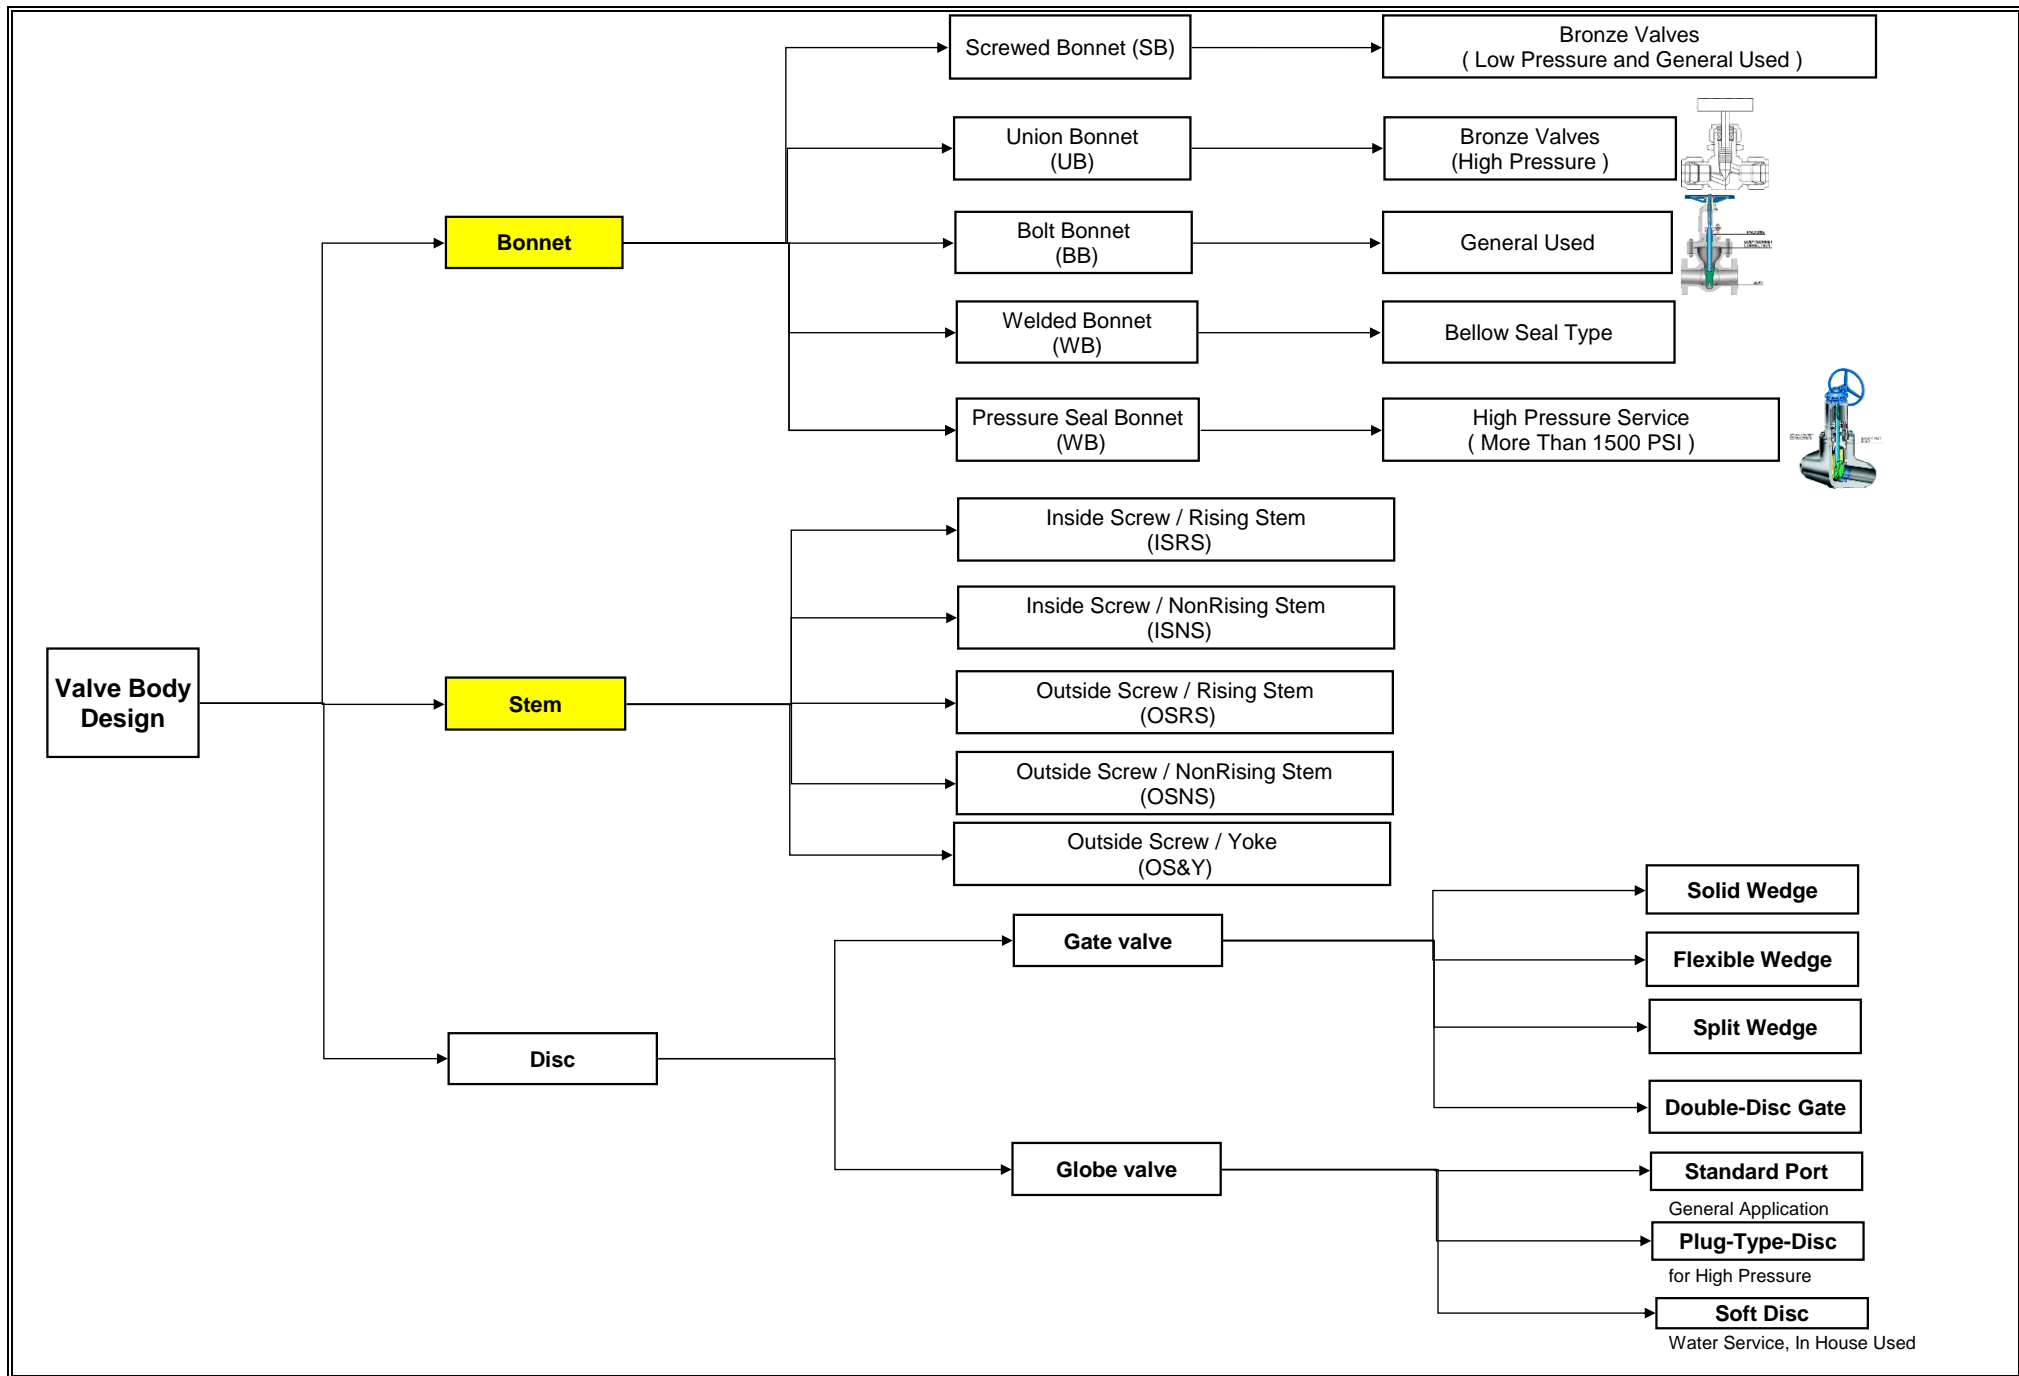 Screwed Bonnet (SB)
Bronze Valves
( Low Pressure and General Used )
Union Bonnet
(UB)
Bronze Valves
(High Pressure )
Bonnet
Bolt Bonnet
(BB)
General Used
Welded Bonnet
(WB)
Bellow Seal Type
Pressure Seal Bonnet
(WB)
High Pressure Service
( More Than 1500 PSI )
Inside Screw / Rising Stem
(ISRS)
Inside Screw / NonRising Stem
(ISNS)
Valve Body
Design
Stem
Outside Screw / Rising Stem
(OSRS)
Outside Screw / NonRising Stem
(OSNS)
Outside Screw / Yoke
(OS&Y)
Disc
Gate valve
Solid Wedge
Flexible Wedge
Split Wedge
Double-Disc Gate
Globe valve
Standard Port
General Application
Plug-Type-Disc
for High Pressure
Soft Disc
Water Service, In House Used